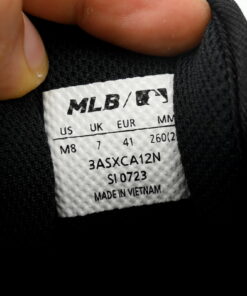 MLB/
US UK EUR MM
M8 7 41 260(2
3ASXCA12N
SI 0723
MADE IN VIETNAM